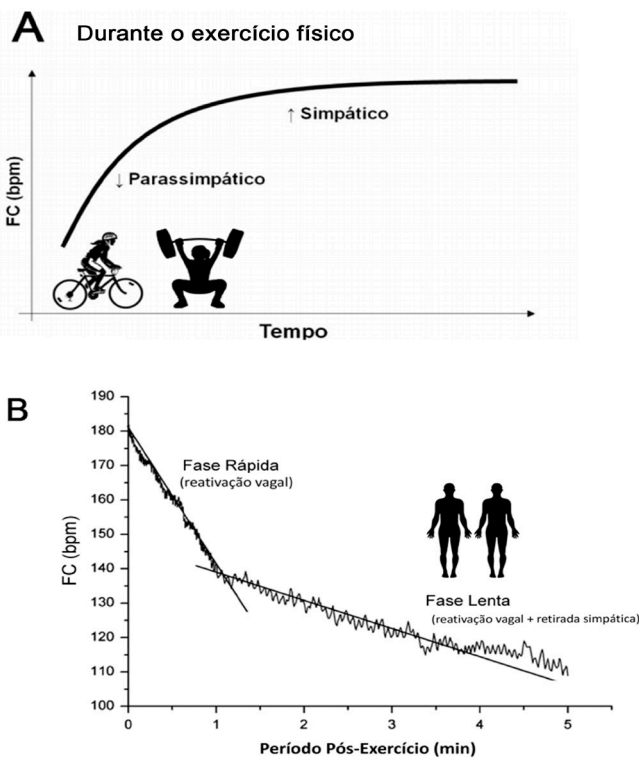 A Durante o exercício físico
FC (bpm)
↑ Simpático
↓ Parassimpático
Tempo
B
FC (bpm)
190
180
170
160
150
140
130
120
110
100
Fase Rápida
(reativação vagal)
Fase Lenta
(reativação vagal + retirada simpática)
0 1 2 3 4 5
Período Pós-Exercício (min)